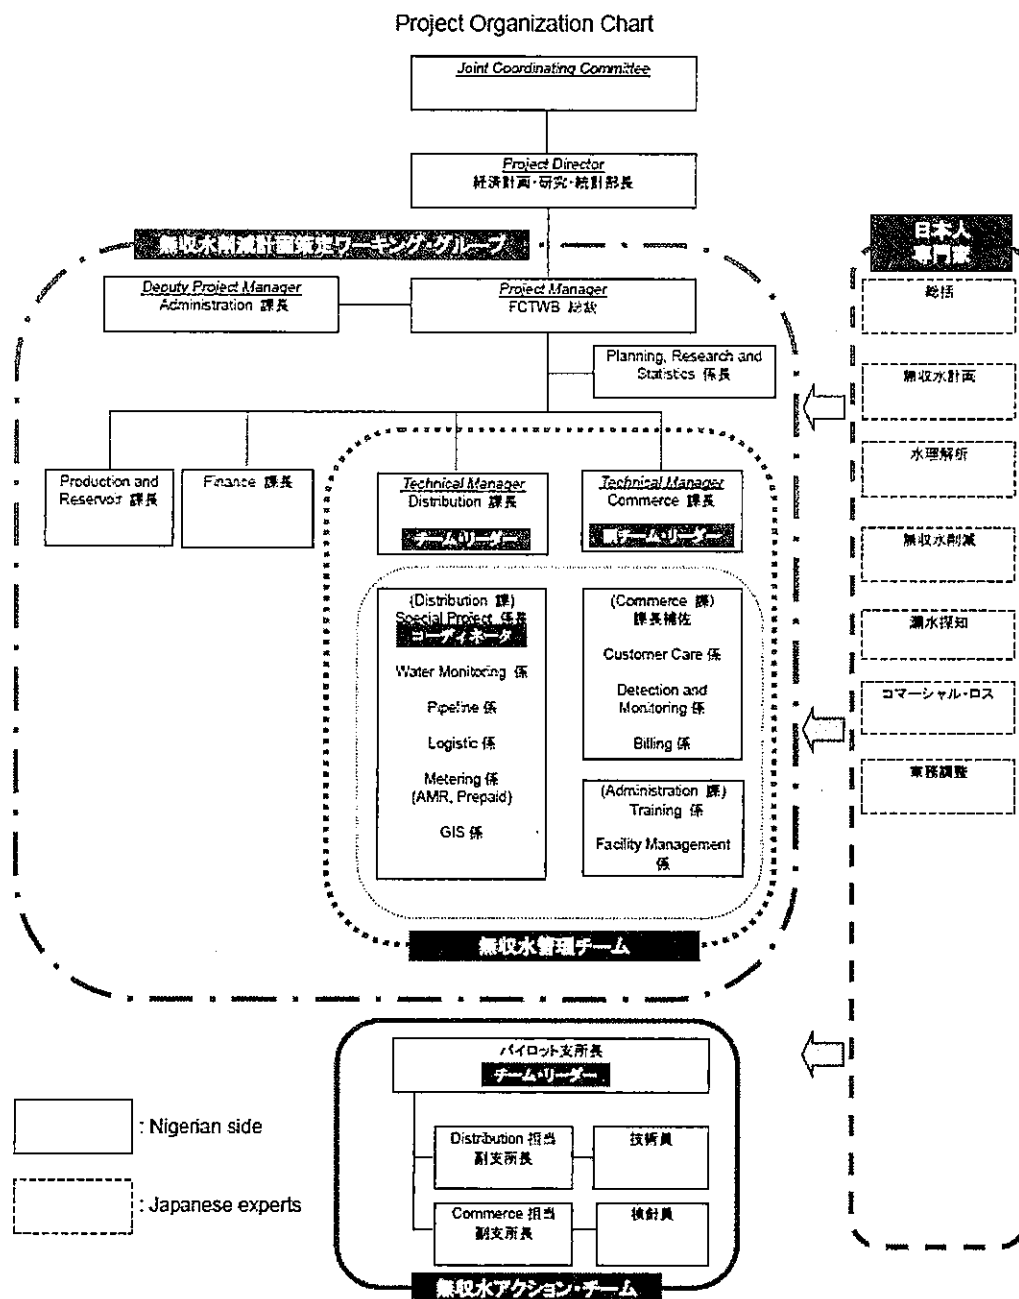 Project Organization Chart
Joint Coordinating Committee
Project Director
経済計画・研究・統計部長
無収水削減計画策定ワーキング・グループ
日本人
専門家
Deputy Project Manager
Administration 課長
Project Manager
FCTWB 総裁
総括
Planning, Research and
Statistics 係長
無収水計画
水理解析
Production and
Reservoir 課長
Finance 課長
Technical Manager
Distribution 課長
チーム・リーダー
Technical Manager
Commerce 課長
副チーム・リーダー
無収水削減
(Distribution 課)
Special Project 係長
コーディネータ
Water Monitoring 係
Pipeline 係
Logistic 係
Metering 係
(AMR, Prepaid)
GIS 係
(Commerce 課)
課長補佐
Customer Care 係
Detection and
Monitoring 係
Billing 係
(Administration 課)
Training 係
Facility Management
係
漏水探知
コマーシャル・ロス
業務調整
無収水管理チーム
パイロット支所長
チーム・リーダー
Distribution 担当
副支所長
技術員
Commerce 担当
副支所長
検針員
無収水アクション・チーム
: Nigerian side
: Japanese experts